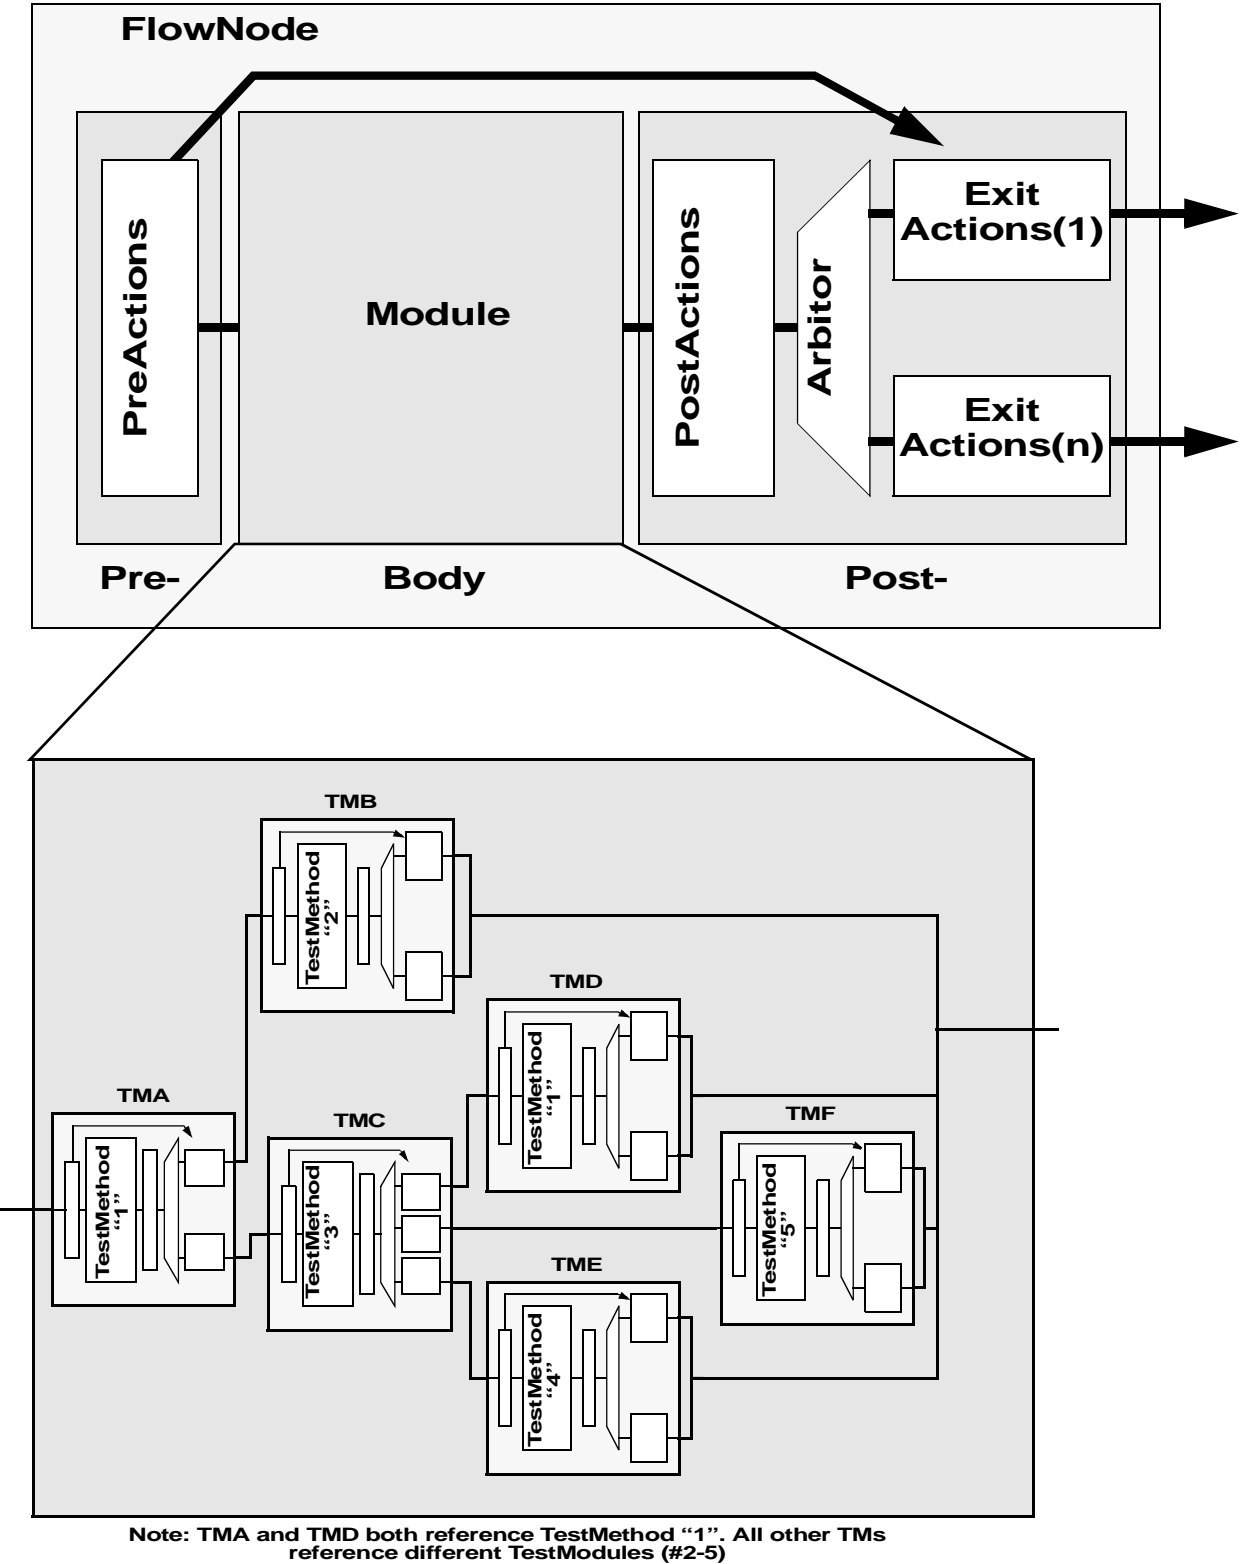 FlowNode
PreActions
Module
PostActions
Arbitor
Exit
Actions(1)
Exit
Actions(n)
Pre-
Body
Post-
TMB
TestMethod
“2”
TMD
TestMethod
“1”
TMA
TestMethod
“1”
TMC
TestMethod
“3”
TMF
TestMethod
“5”
TME
TestMethod
“4”
Note: TMA and TMD both reference TestMethod “1”. All other TMs
reference different TestModules (#2-5)